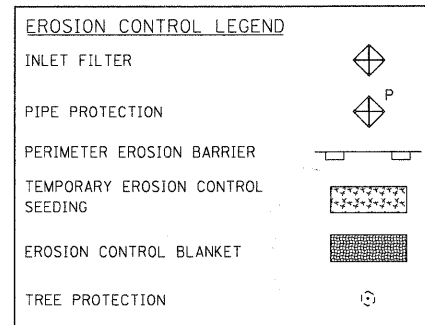 EROSION CONTROL LEGEND
INLET FILTER
PIPE PROTECTION
P
PERIMETER EROSION BARRIER
TEMPORARY EROSION CONTROL
SEEDING
EROSION CONTROL BLANKET
TREE PROTECTION